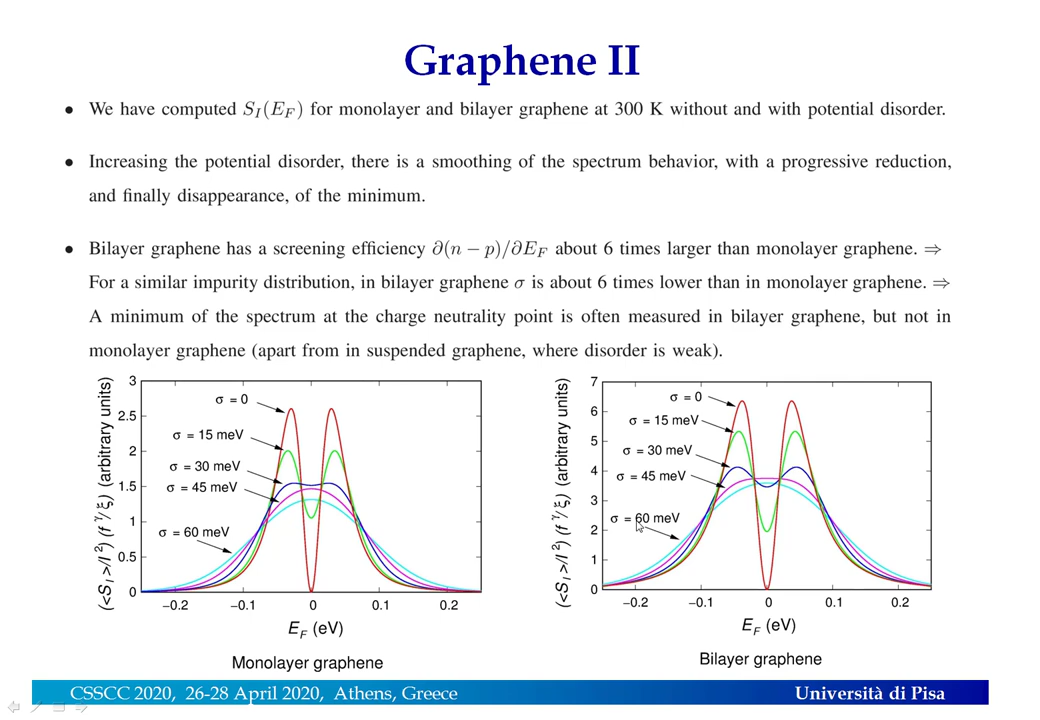 Graphene II
• We have computed S_I(E_F) for monolayer and bilayer graphene at 300 K without and with potential disorder.
• Increasing the potential disorder, there is a smoothing of the spectrum behavior, with a progressive reduction,
and finally disappearance, of the minimum.
• Bilayer graphene has a screening efficiency ∂(n − p)/∂E_F about 6 times larger than monolayer graphene. ⇒
For a similar impurity distribution, in bilayer graphene σ is about 6 times lower than in monolayer graphene. ⇒
A minimum of the spectrum at the charge neutrality point is often measured in bilayer graphene, but not in
monolayer graphene (apart from in suspended graphene, where disorder is weak).
(<S_I>/I²) (f^γ/ξ) (arbitrary units)
3
2.5
2
1.5
1
0.5
0
σ = 0
σ = 15 meV
σ = 30 meV
σ = 45 meV
σ = 60 meV
−0.2 −0.1 0 0.1 0.2
E_F (eV)
Monolayer graphene
(<S_I>/I²) (f^γ/ξ) (arbitrary units)
7
6
5
4
3
2
1
0
σ = 0
σ = 15 meV
σ = 30 meV
σ = 45 meV
σ = 60 meV
−0.2 −0.1 0 0.1 0.2
E_F (eV)
Bilayer graphene
CSSCC 2020, 26-28 April 2020, Athens, Greece
Università di Pisa